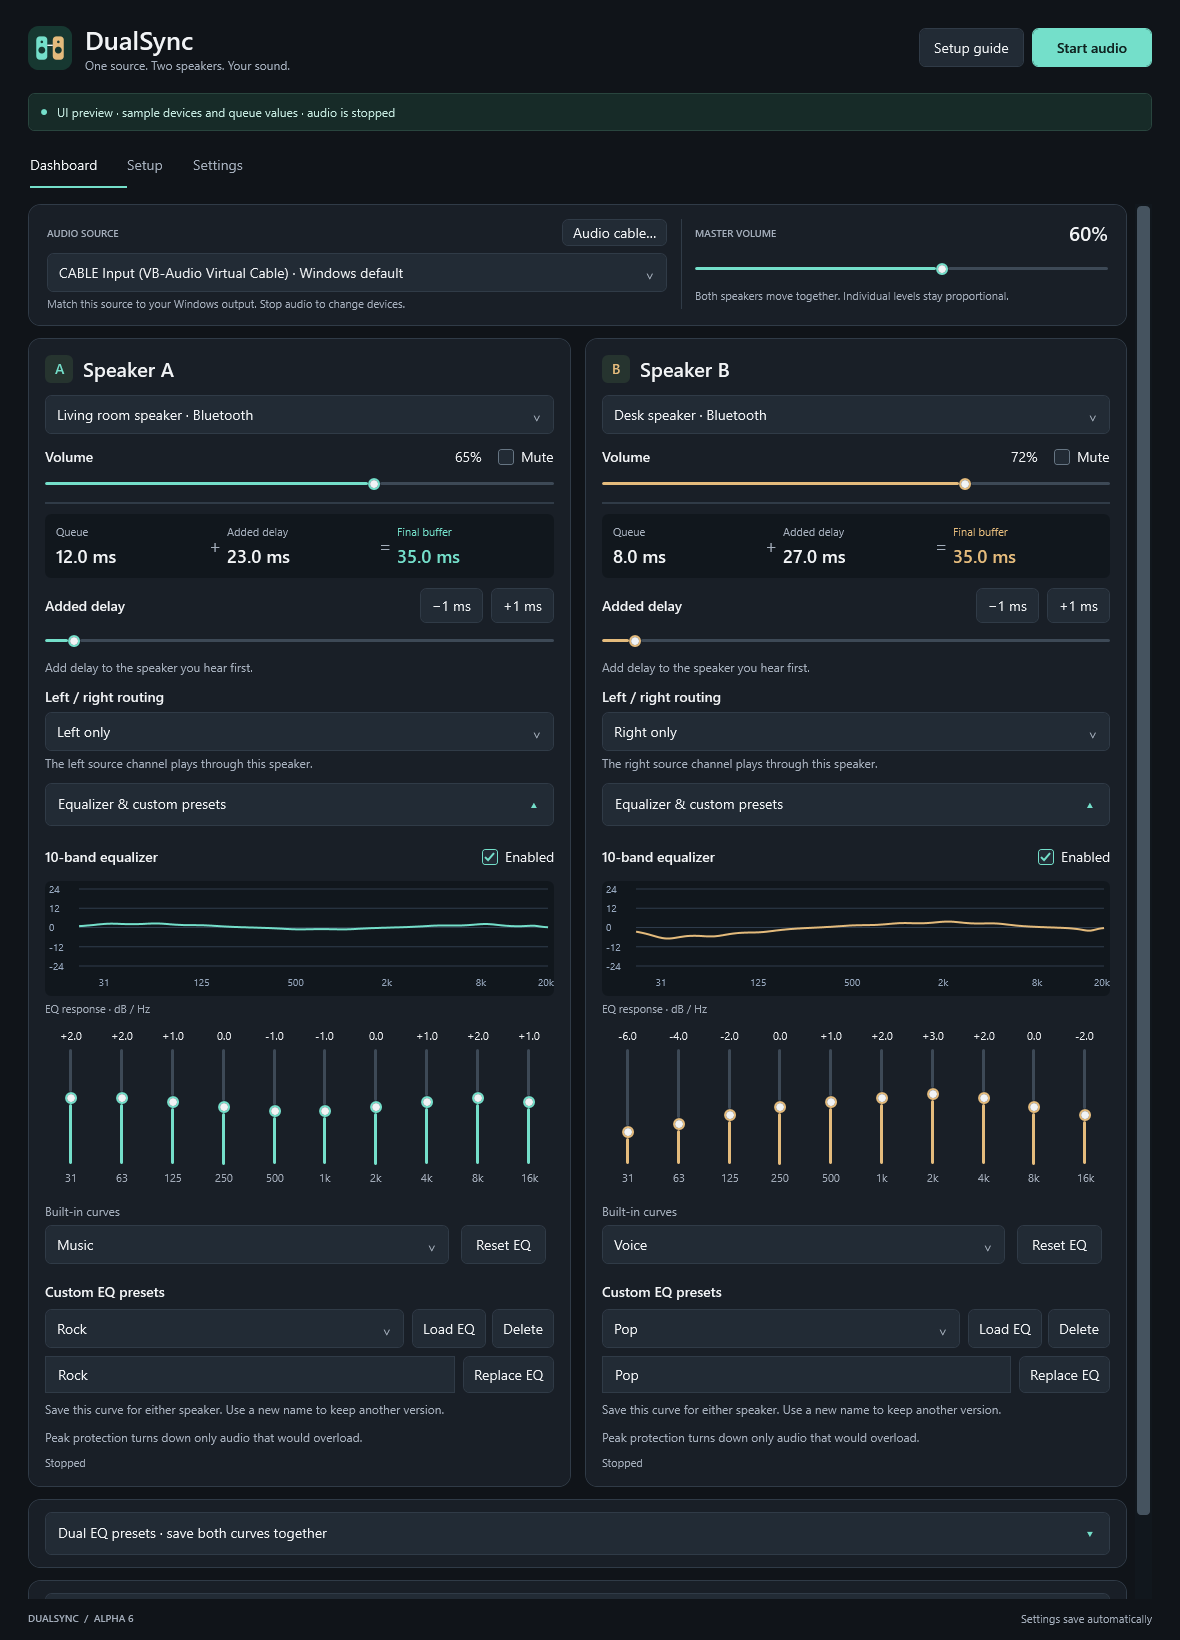 DualSync
One source. Two speakers. Your sound.
Setup guide
Start audio
UI preview · sample devices and queue values · audio is stopped
Dashboard
Setup
Settings
AUDIO SOURCE
Audio cable...
CABLE Input (VB-Audio Virtual Cable) · Windows default
Match this source to your Windows output. Stop audio to change devices.
MASTER VOLUME
60%
Both speakers move together. Individual levels stay proportional.
A
Speaker A
Living room speaker · Bluetooth
Volume
65%
Mute
Queue
12.0 ms
+
Added delay
23.0 ms
=
Final buffer
35.0 ms
Added delay
−1 ms
+1 ms
Add delay to the speaker you hear first.
Left / right routing
Left only
The left source channel plays through this speaker.
Equalizer & custom presets
10-band equalizer
Enabled
24
12
0
-12
-24
31 125 500 2k 8k 20k
EQ response · dB / Hz
+2.0 +2.0 +1.0 0.0 -1.0 -1.0 0.0 +1.0 +2.0 +1.0
31 63 125 250 500 1k 2k 4k 8k 16k
Built-in curves
Music
Reset EQ
Custom EQ presets
Rock
Load EQ
Delete
Rock
Replace EQ
Save this curve for either speaker. Use a new name to keep another version.
Peak protection turns down only audio that would overload.
Stopped
B
Speaker B
Desk speaker · Bluetooth
Volume
72%
Mute
Queue
8.0 ms
+
Added delay
27.0 ms
=
Final buffer
35.0 ms
Added delay
−1 ms
+1 ms
Add delay to the speaker you hear first.
Left / right routing
Right only
The right source channel plays through this speaker.
Equalizer & custom presets
10-band equalizer
Enabled
24
12
0
-12
-24
31 125 500 2k 8k 20k
EQ response · dB / Hz
-6.0 -4.0 -2.0 0.0 +1.0 +2.0 +3.0 +2.0 0.0 -2.0
31 63 125 250 500 1k 2k 4k 8k 16k
Built-in curves
Voice
Reset EQ
Custom EQ presets
Pop
Load EQ
Delete
Pop
Replace EQ
Save this curve for either speaker. Use a new name to keep another version.
Peak protection turns down only audio that would overload.
Stopped
Dual EQ presets · save both curves together
DUALSYNC / ALPHA 6
Settings save automatically